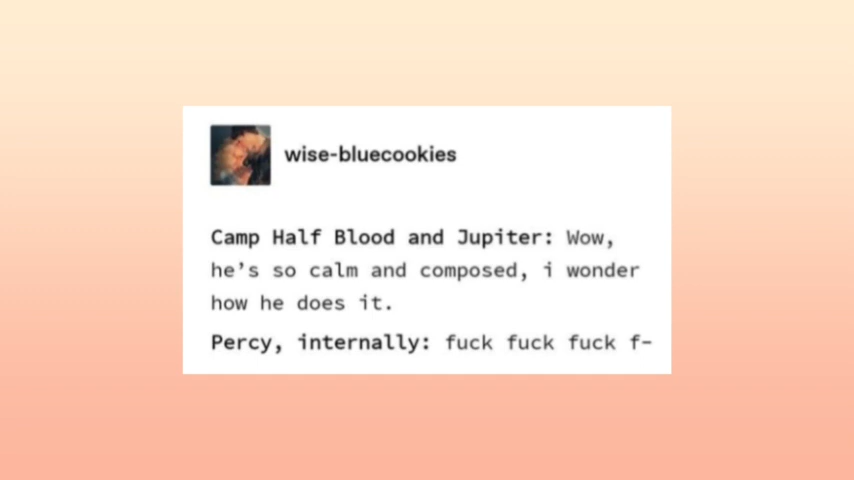 wise-bluecookies
Camp Half Blood and Jupiter: Wow,
he's so calm and composed, i wonder
how he does it.
Percy, internally: fuck fuck fuck f-